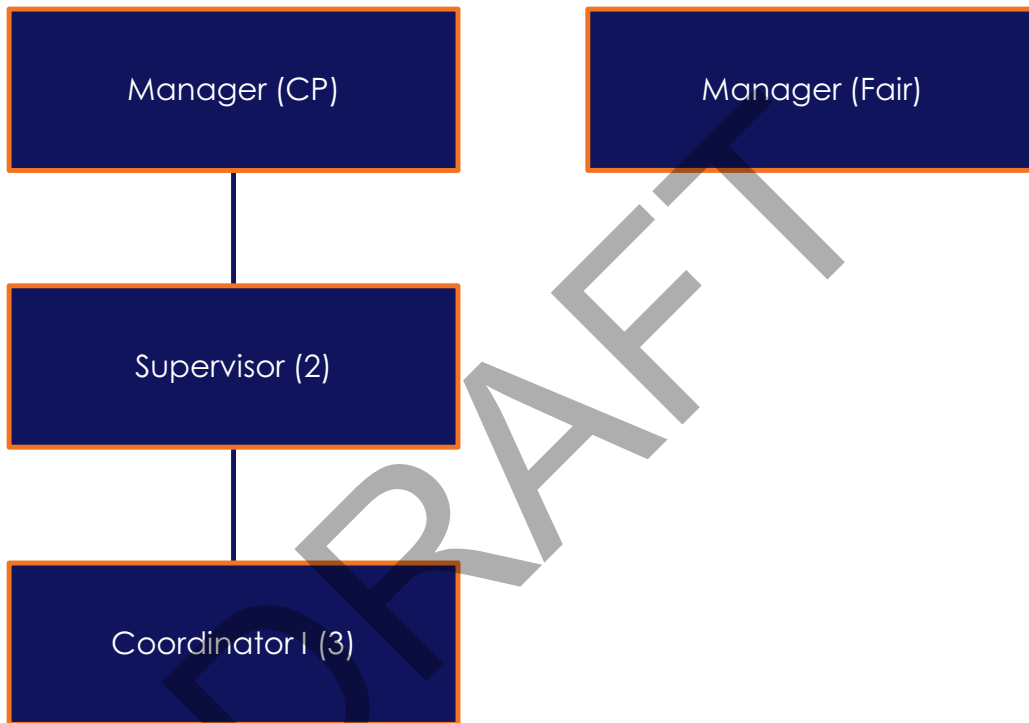 Manager (CP)
Manager (Fair)
Supervisor (2)
Coordinator I (3)
DRAFT